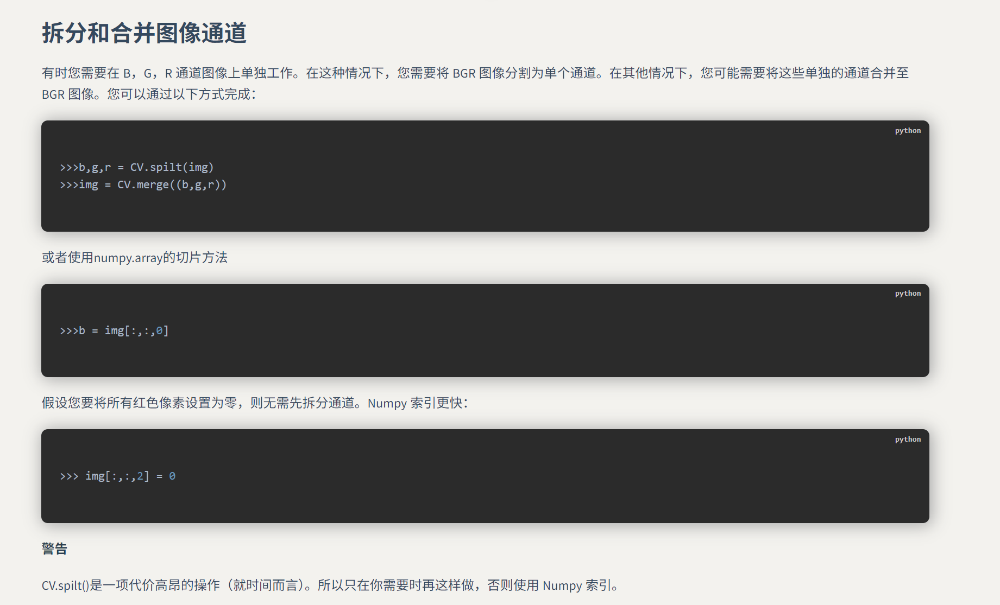 拆分和合并图像通道
有时您需要在 B，G，R 通道图像上单独工作。在这种情况下，您需要将 BGR 图像分割为单个通道。在其他情况下，您可能需要将这些单独的通道合并至
BGR 图像。您可以通过以下方式完成：
python
>>>b,g,r = CV.spilt(img)
>>>img = CV.merge((b,g,r))
或者使用numpy.array的切片方法
python
>>>b = img[:,:,0]
假设您要将所有红色像素设置为零，则无需先拆分通道。Numpy 索引更快：
python
>>> img[:,:,2] = 0
警告
CV.spilt()是一项代价高昂的操作（就时间而言）。所以只在你需要时再这样做，否则使用 Numpy 索引。